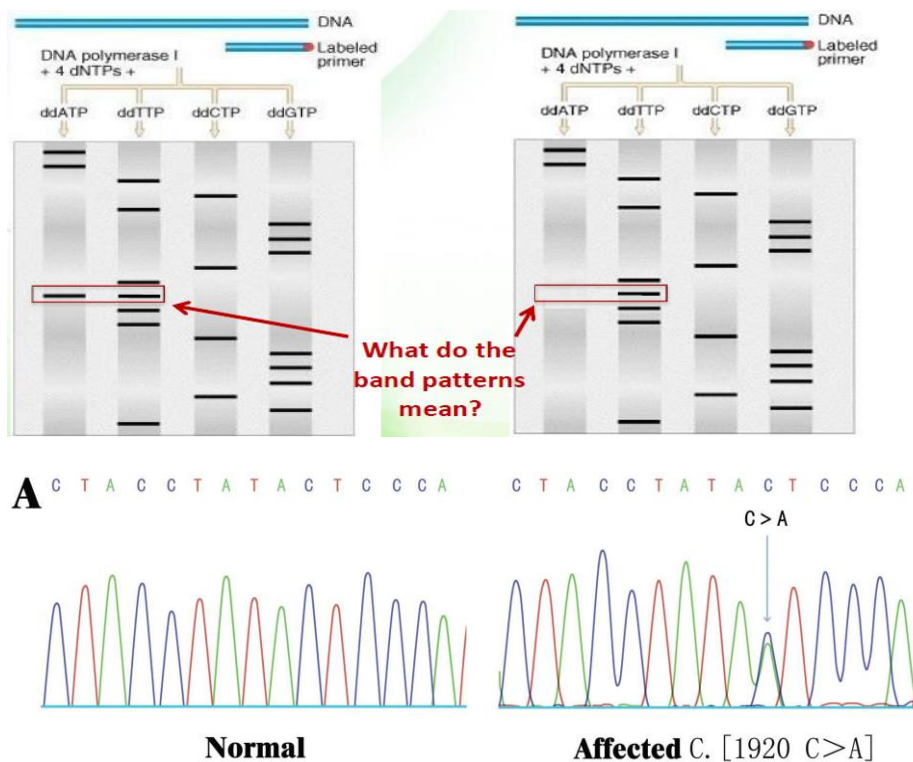 DNA
Labeled
primer
DNA polymerase I
+ 4 dNTPs +
ddATP ddTTP ddCTP ddGTP
DNA
Labeled
primer
DNA polymerase I
+ 4 dNTPs +
ddATP ddTTP ddCTP ddGTP
What do the
band patterns
mean?
A
C T A C C T A T A C T C C C A
C T A C C T A T A C T C C C A
C > A
Normal
Affected C. [1920 C>A]